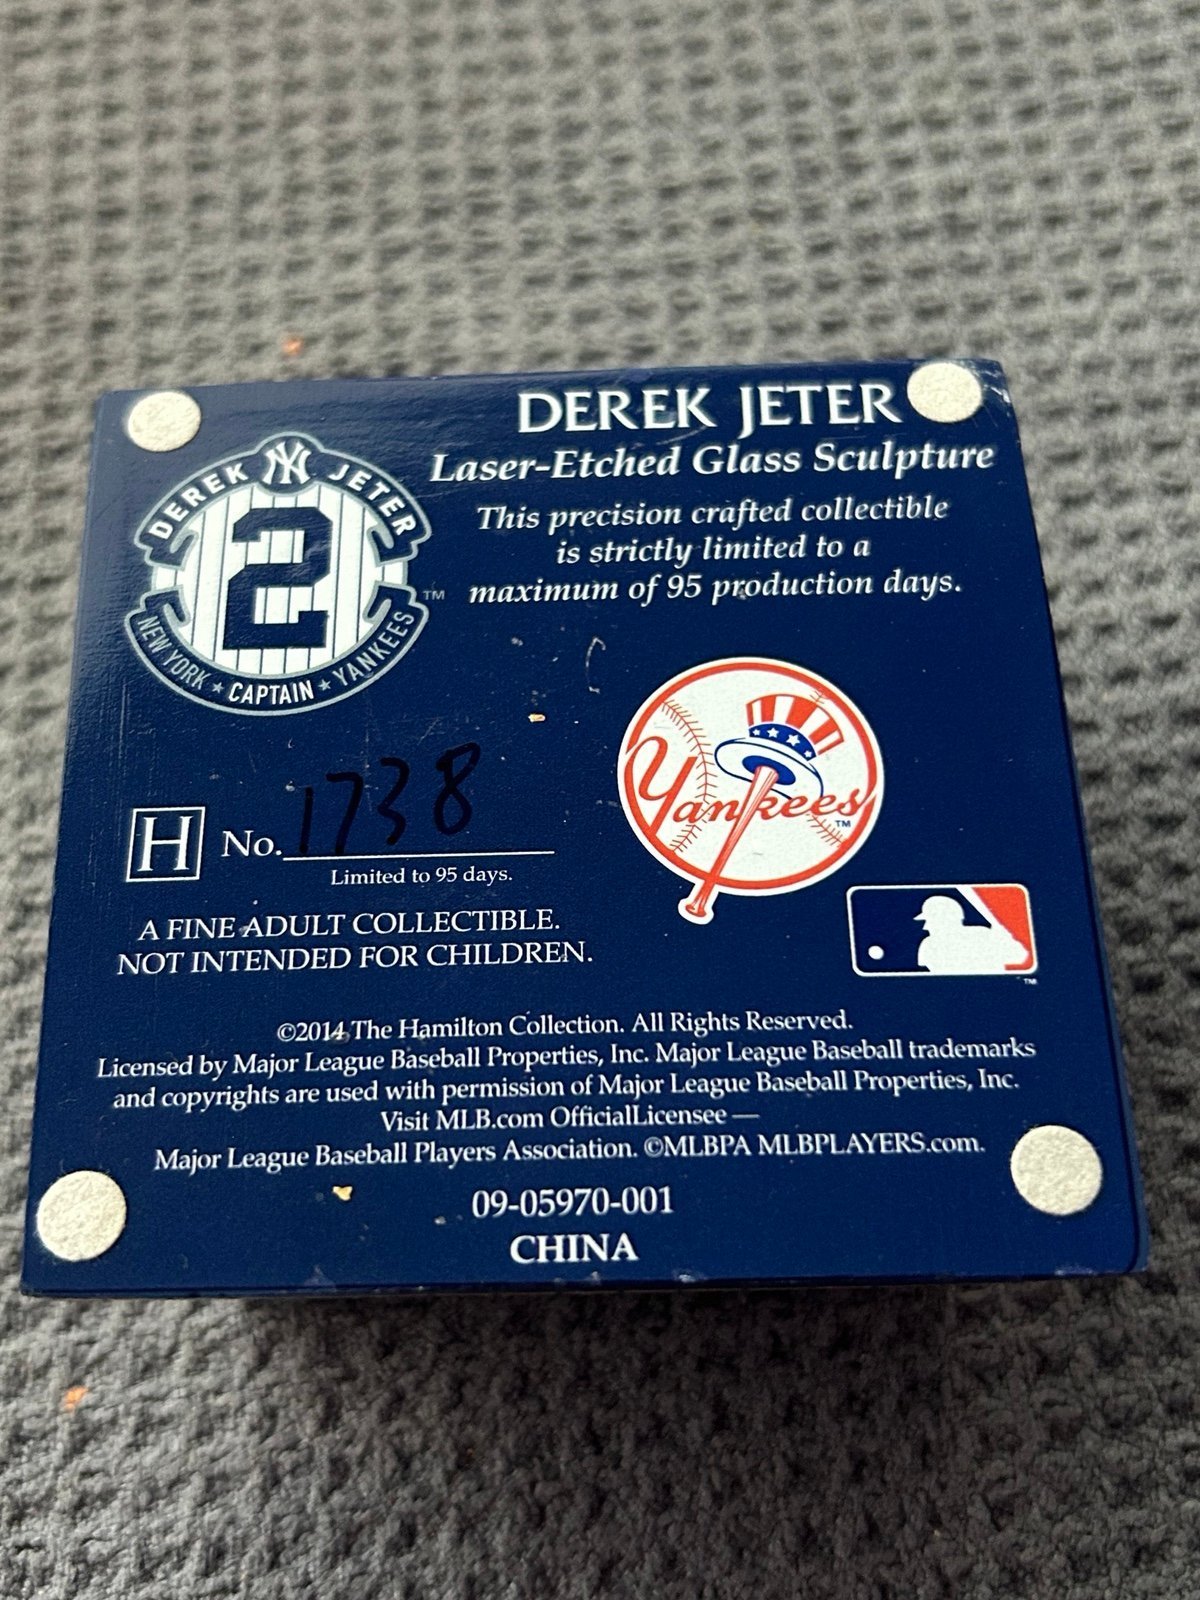 DEREK JETER
Laser-Etched Glass Sculpture
This precision crafted collectible
is strictly limited to a
maximum of 95 production days.
DEREK NY JETER
2
TM
NEW YORK ★ CAPTAIN ★ YANKEES
Yankees
TM
H No. 1738
Limited to 95 days.
A FINE ADULT COLLECTIBLE.
NOT INTENDED FOR CHILDREN.
TM
©2014 The Hamilton Collection. All Rights Reserved.
Licensed by Major League Baseball Properties, Inc. Major League Baseball trademarks
and copyrights are used with permission of Major League Baseball Properties, Inc.
Visit MLB.com OfficialLicensee —
Major League Baseball Players Association. ©MLBPA MLBPLAYERS.com.
09-05970-001
CHINA